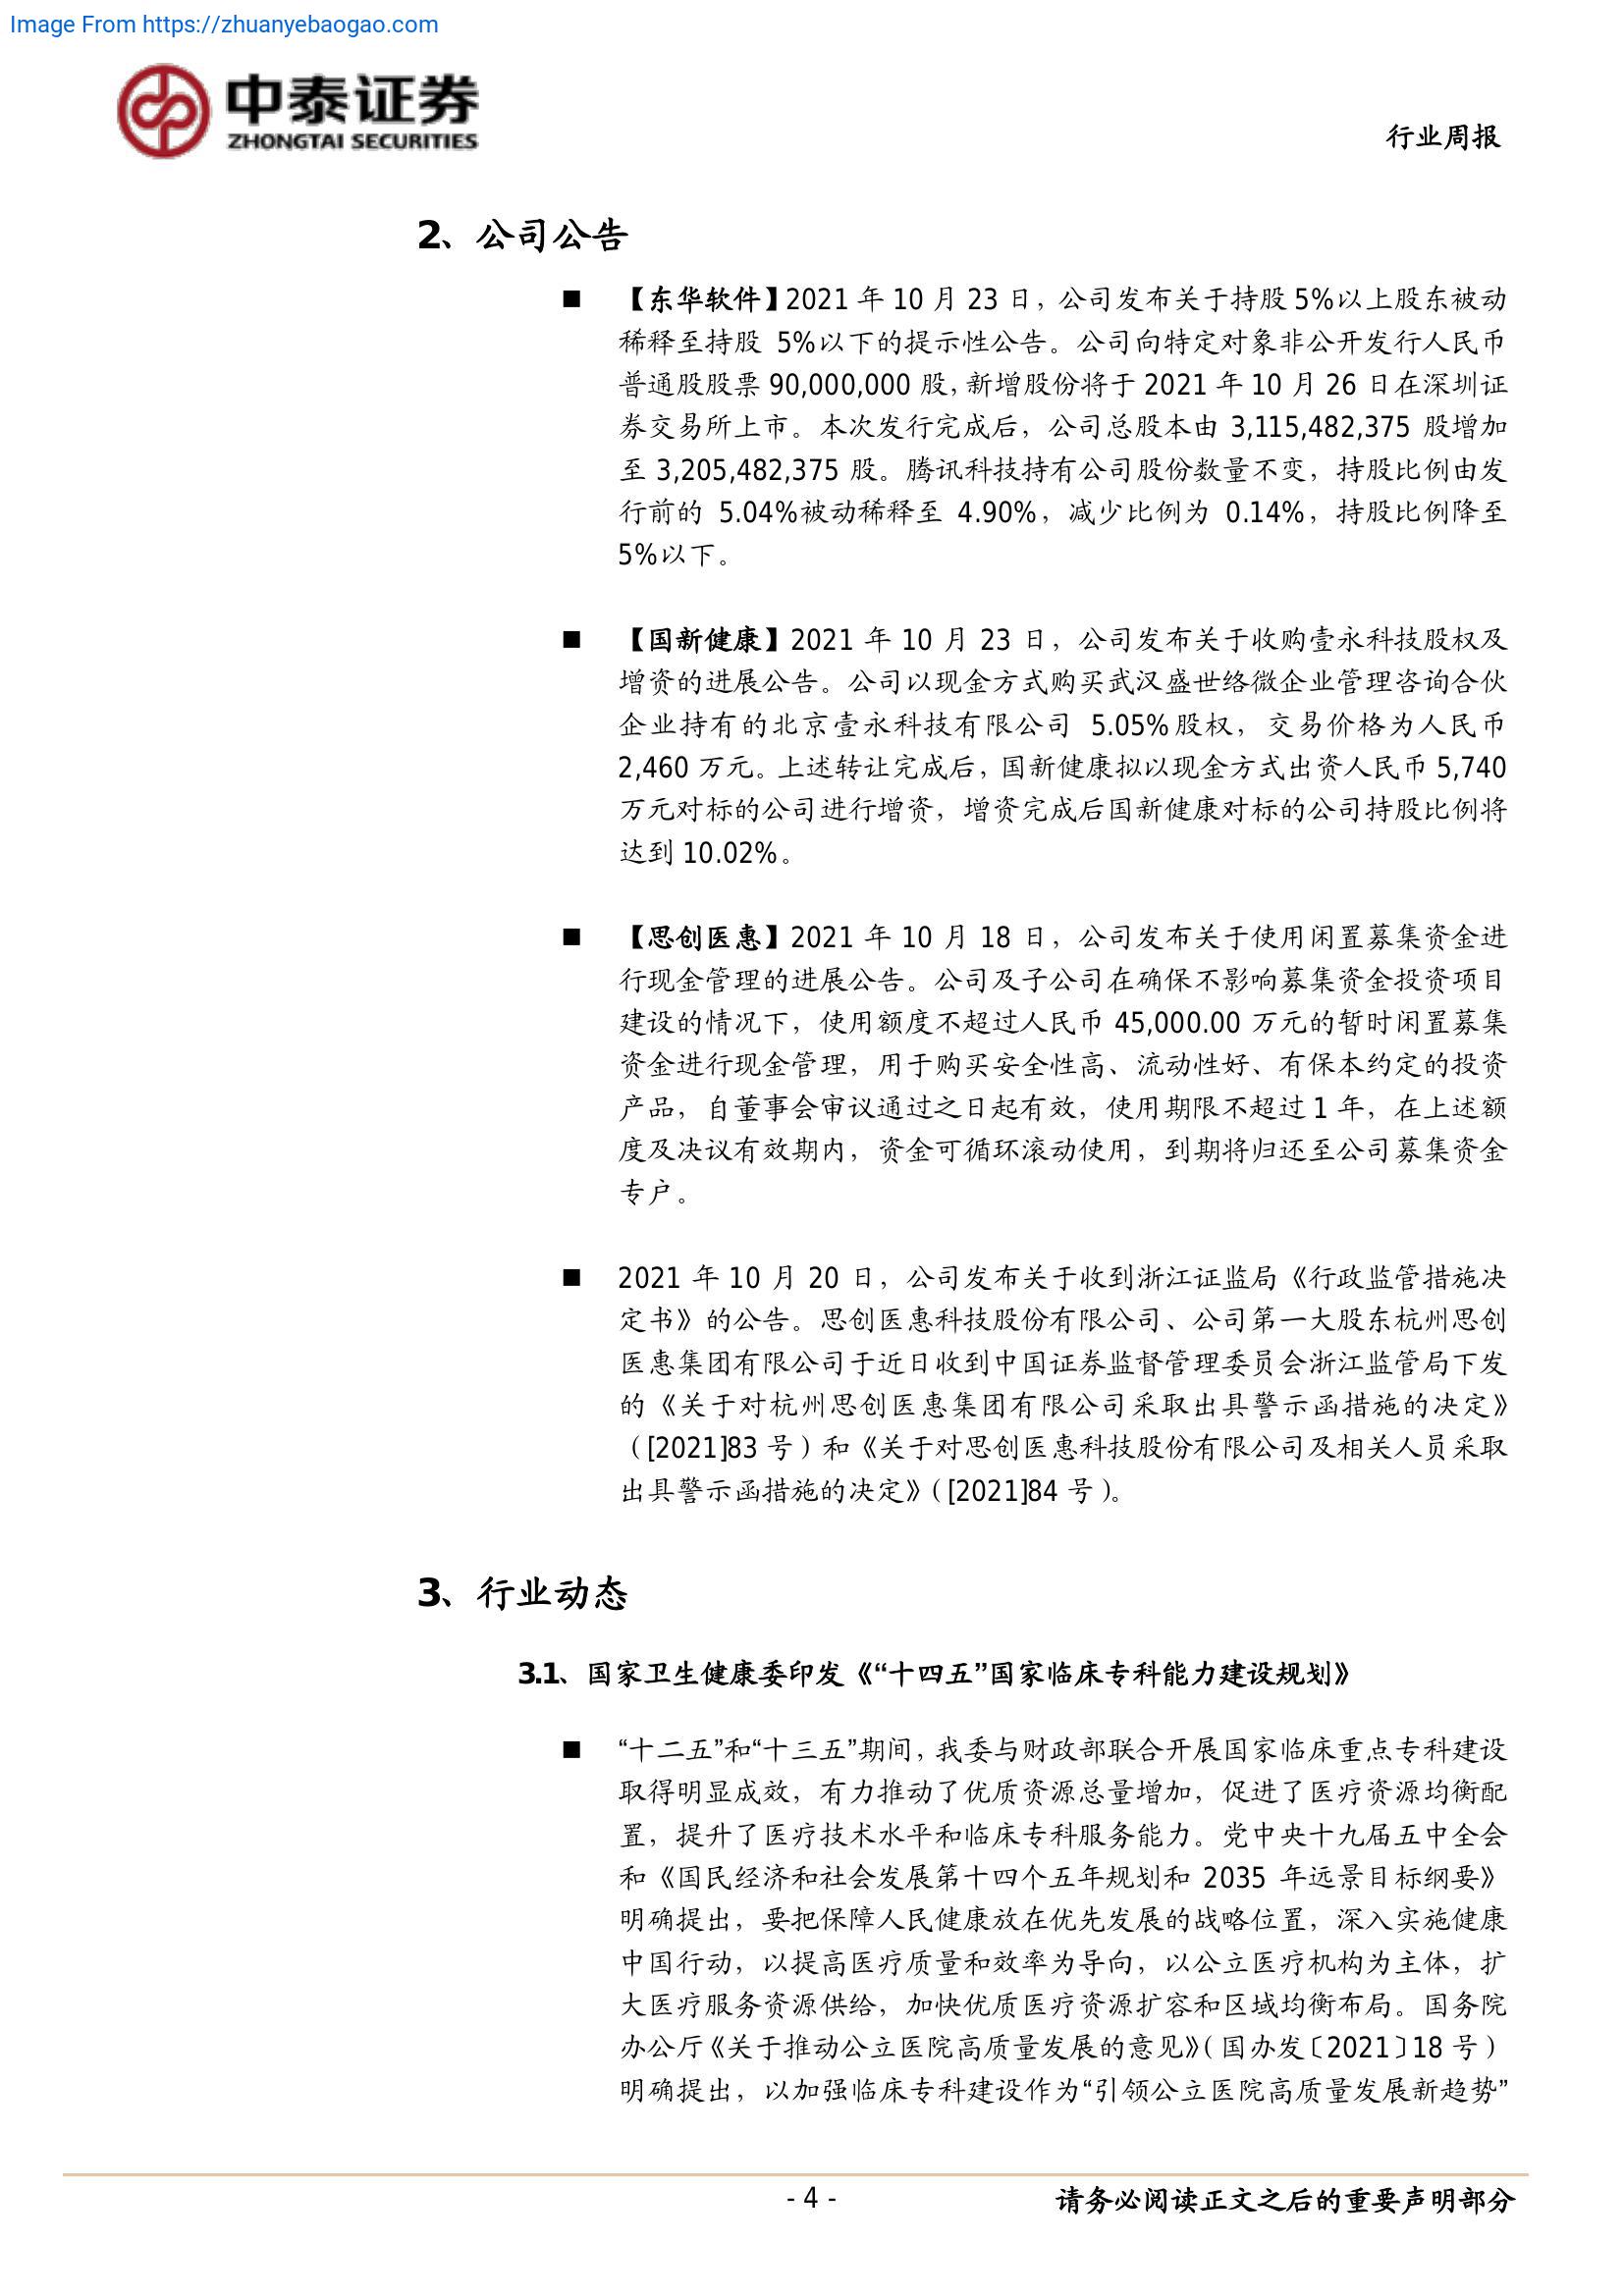 Image From https://zhuanyebaogao.com
中泰证券
ZHONGTAI SECURITIES
行业周报
2、公司公告
■ 【东华软件】2021 年 10 月 23 日，公司发布关于持股 5%以上股东被动
稀释至持股 5%以下的提示性公告。公司向特定对象非公开发行人民币
普通股股票 90,000,000 股，新增股份将于 2021 年 10 月 26 日在深圳证
券交易所上市。本次发行完成后，公司总股本由 3,115,482,375 股增加
至 3,205,482,375 股。腾讯科技持有公司股份数量不变，持股比例由发
行前的 5.04%被动稀释至 4.90%，减少比例为 0.14%，持股比例降至
5%以下。
■ 【国新健康】2021 年 10 月 23 日，公司发布关于收购壹永科技股权及
增资的进展公告。公司以现金方式购买武汉盛世络微企业管理咨询合伙
企业持有的北京壹永科技有限公司 5.05%股权，交易价格为人民币
2,460 万元。上述转让完成后，国新健康拟以现金方式出资人民币 5,740
万元对标的公司进行增资，增资完成后国新健康对标的公司持股比例将
达到 10.02%。
■ 【思创医惠】2021 年 10 月 18 日，公司发布关于使用闲置募集资金进
行现金管理的进展公告。公司及子公司在确保不影响募集资金投资项目
建设的情况下，使用额度不超过人民币 45,000.00 万元的暂时闲置募集
资金进行现金管理，用于购买安全性高、流动性好、有保本约定的投资
产品，自董事会审议通过之日起有效，使用期限不超过 1 年，在上述额
度及决议有效期内，资金可循环滚动使用，到期将归还至公司募集资金
专户。
■ 2021 年 10 月 20 日，公司发布关于收到浙江证监局《行政监管措施决
定书》的公告。思创医惠科技股份有限公司、公司第一大股东杭州思创
医惠集团有限公司于近日收到中国证券监督管理委员会浙江监管局下发
的《关于对杭州思创医惠集团有限公司采取出具警示函措施的决定》
（[2021]83 号）和《关于对思创医惠科技股份有限公司及相关人员采取
出具警示函措施的决定》（[2021]84 号）。
3、行业动态
3.1、国家卫生健康委印发《“十四五”国家临床专科能力建设规划》
■ “十二五”和“十三五”期间，我委与财政部联合开展国家临床重点专科建设
取得明显成效，有力推动了优质资源总量增加，促进了医疗资源均衡配
置，提升了医疗技术水平和临床专科服务能力。党中央十九届五中全会
和《国民经济和社会发展第十四个五年规划和 2035 年远景目标纲要》
明确提出，要把保障人民健康放在优先发展的战略位置，深入实施健康
中国行动，以提高医疗质量和效率为导向，以公立医疗机构为主体，扩
大医疗服务资源供给，加快优质医疗资源扩容和区域均衡布局。国务院
办公厅《关于推动公立医院高质量发展的意见》（国办发〔2021〕18 号）
明确提出，以加强临床专科建设作为“引领公立医院高质量发展新趋势”
- 4 -
请务必阅读正文之后的重要声明部分